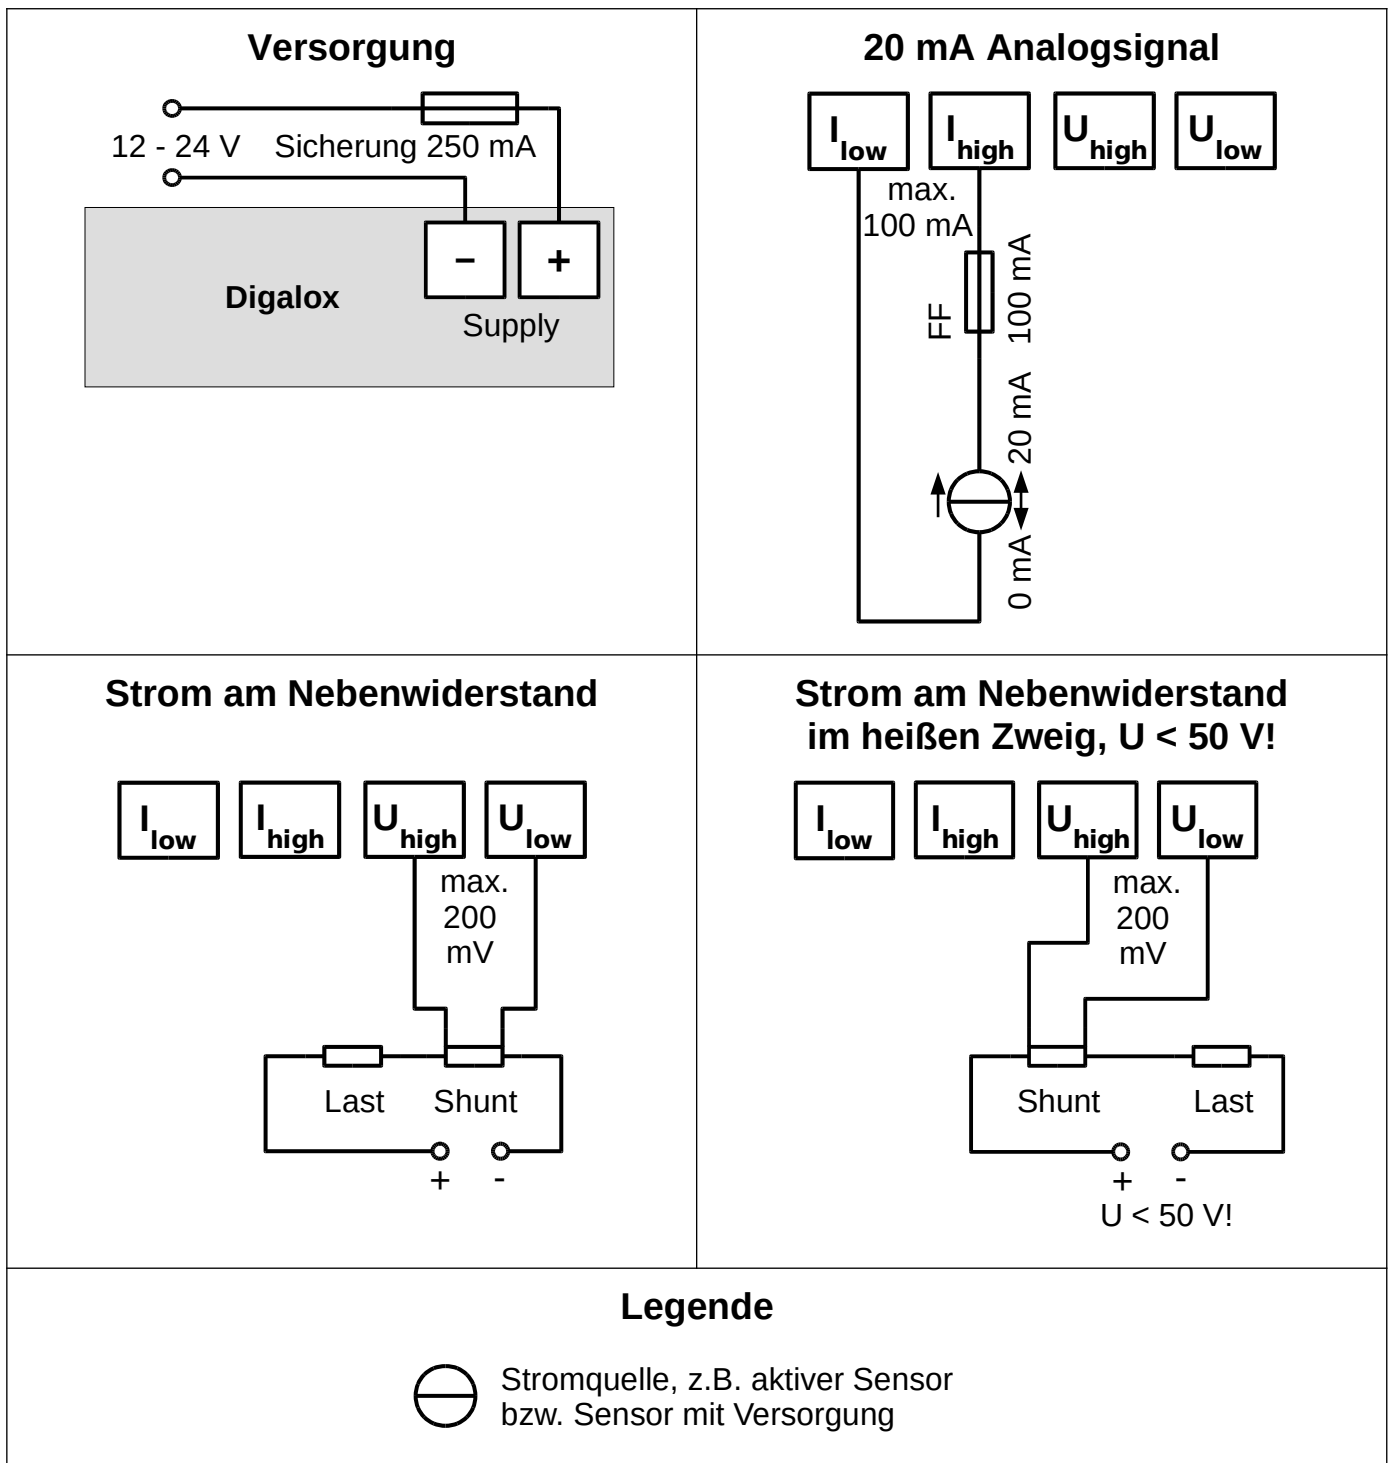 Versorgung
12 - 24 V Sicherung 250 mA
− +
Digalox
Supply
20 mA Analogsignal
Ilow Ihigh Uhigh Ulow
max.
100 mA
FF
100 mA
20 mA
0 mA
Strom am Nebenwiderstand
Ilow Ihigh Uhigh Ulow
max.
200
mV
Last Shunt
+ -
Strom am Nebenwiderstand
im heißen Zweig, U < 50 V!
Ilow Ihigh Uhigh Ulow
max.
200
mV
Shunt Last
+ -
U < 50 V!
Legende
Stromquelle, z.B. aktiver Sensor
bzw. Sensor mit Versorgung